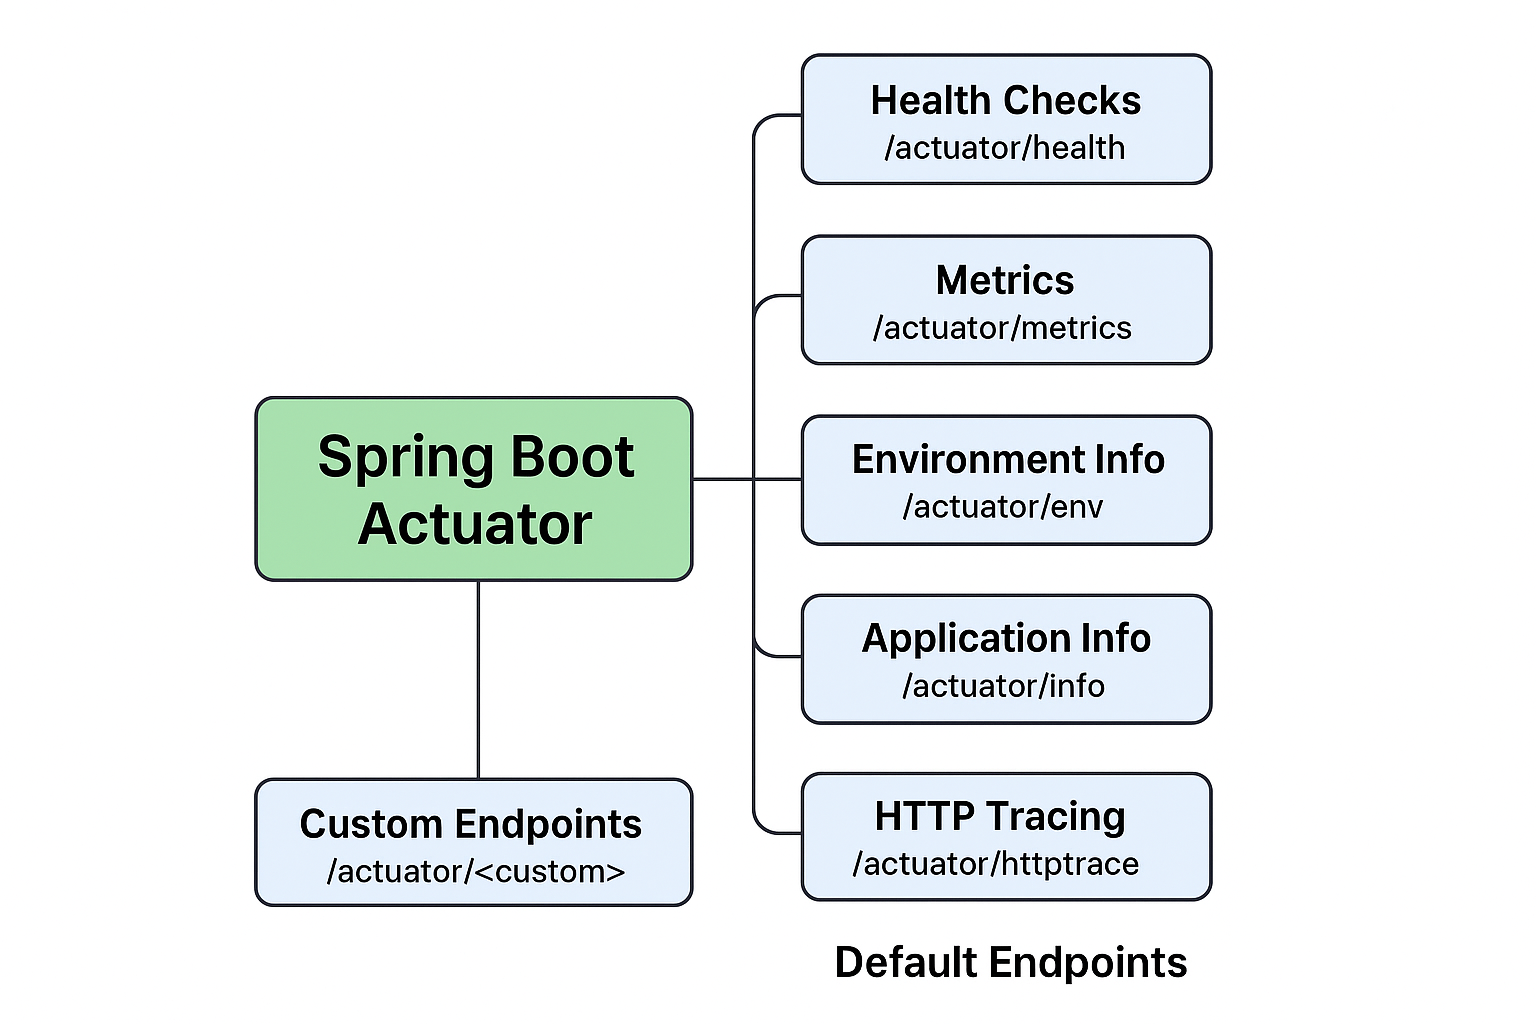 Health Checks
/actuator/health
Metrics
/actuator/metrics
Spring Boot
Actuator
Environment Info
/actuator/env
Application Info
/actuator/info
Custom Endpoints
/actuator/<custom>
HTTP Tracing
/actuator/httptrace
Default Endpoints